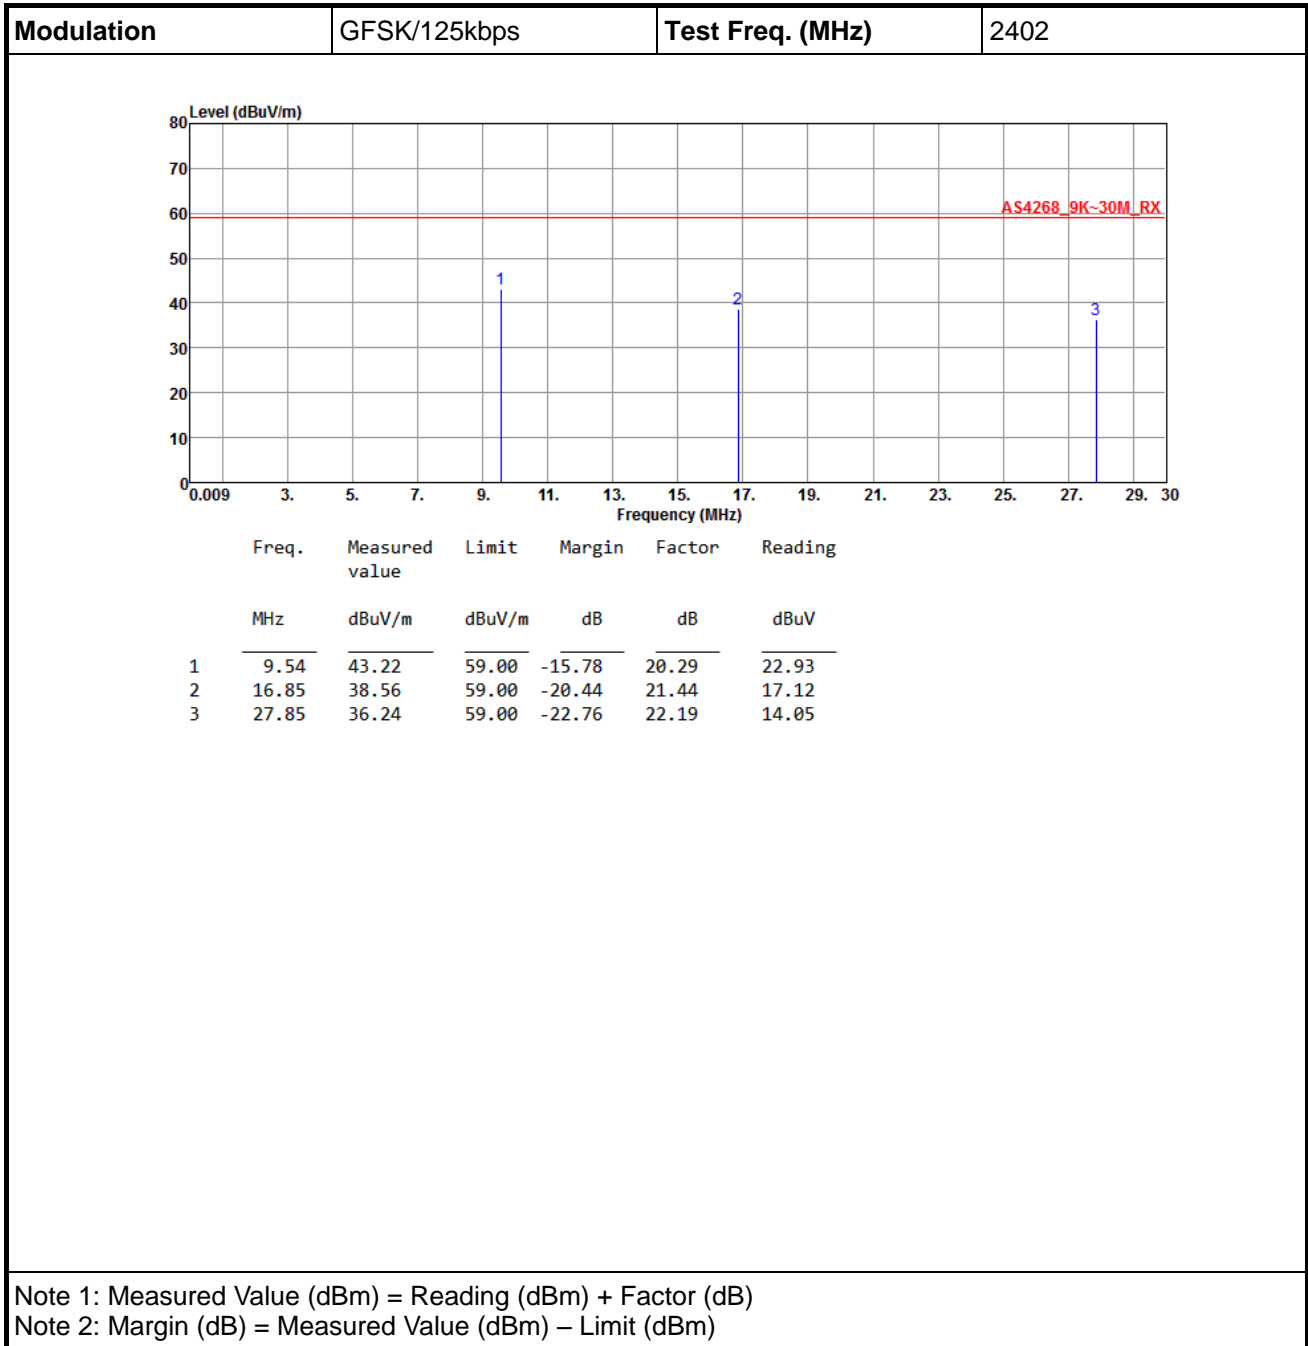 Modulation GFSK/125kbps Test Freq. (MHz) 2402
Level (dBuV/m)
80
70
60
AS4268_9K~30M_RX
50
1
40
2
3
30
20
10
0
0.009 3. 5. 7. 9. 11. 13. 15. 17. 19. 21. 23. 25. 27. 29. 30
Frequency (MHz)
Freq. Measured Limit Margin Factor Reading
value
MHz dBuV/m dBuV/m dB dB dBuV
1 9.54 43.22 59.00 -15.78 20.29 22.93
2 16.85 38.56 59.00 -20.44 21.44 17.12
3 27.85 36.24 59.00 -22.76 22.19 14.05
Note 1: Measured Value (dBm) = Reading (dBm) + Factor (dB)
Note 2: Margin (dB) = Measured Value (dBm) – Limit (dBm)